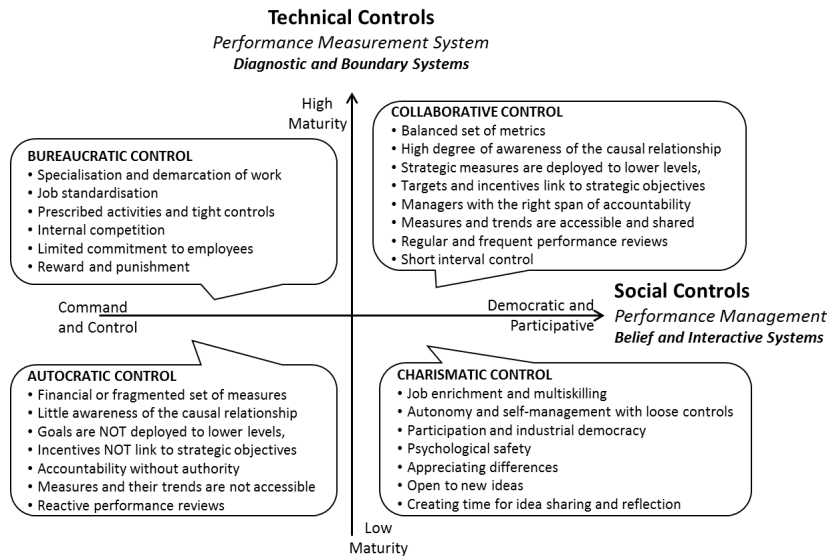 Technical Controls
Performance Measurement System
Diagnostic and Boundary Systems
High
Maturity
BUREAUCRATIC CONTROL
• Specialisation and demarcation of work
• Job standardisation
• Prescribed activities and tight controls
• Internal competition
• Limited commitment to employees
• Reward and punishment
COLLABORATIVE CONTROL
• Balanced set of metrics
• High degree of awareness of the causal relationship
• Strategic measures are deployed to lower levels,
• Targets and incentives link to strategic objectives
• Managers with the right span of accountability
• Measures and trends are accessible and shared
• Regular and frequent performance reviews
• Short interval control
Command
and Control
Democratic and
Participative
Social Controls
Performance Management
Belief and Interactive Systems
AUTOCRATIC CONTROL
• Financial or fragmented set of measures
• Little awareness of the causal relationship
• Goals are NOT deployed to lower levels,
• Incentives NOT link to strategic objectives
• Accountability without authority
• Measures and their trends are not accessible
• Reactive performance reviews
CHARISMATIC CONTROL
• Job enrichment and multiskilling
• Autonomy and self-management with loose controls
• Participation and industrial democracy
• Psychological safety
• Appreciating differences
• Open to new ideas
• Creating time for idea sharing and reflection
Low
Maturity